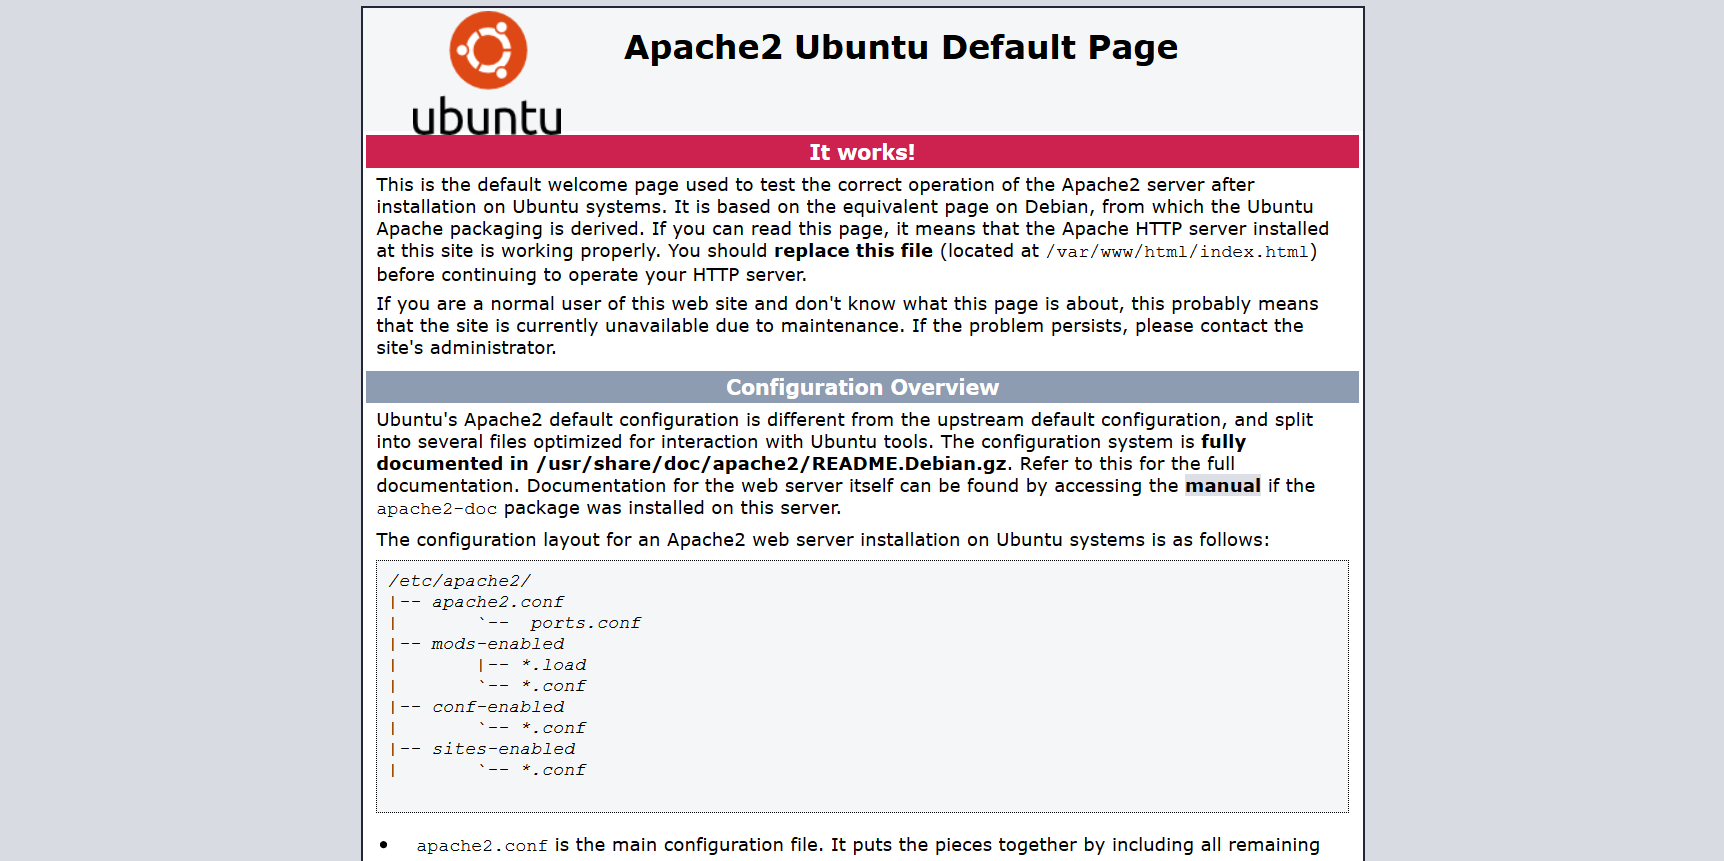 ubuntu
Apache2 Ubuntu Default Page
It works!
This is the default welcome page used to test the correct operation of the Apache2 server after
installation on Ubuntu systems. It is based on the equivalent page on Debian, from which the Ubuntu
Apache packaging is derived. If you can read this page, it means that the Apache HTTP server installed
at this site is working properly. You should replace this file (located at /var/www/html/index.html)
before continuing to operate your HTTP server.
If you are a normal user of this web site and don't know what this page is about, this probably means
that the site is currently unavailable due to maintenance. If the problem persists, please contact the
site's administrator.
Configuration Overview
Ubuntu's Apache2 default configuration is different from the upstream default configuration, and split
into several files optimized for interaction with Ubuntu tools. The configuration system is fully
documented in /usr/share/doc/apache2/README.Debian.gz. Refer to this for the full
documentation. Documentation for the web server itself can be found by accessing the manual if the
apache2-doc package was installed on this server.
The configuration layout for an Apache2 web server installation on Ubuntu systems is as follows:
/etc/apache2/
|-- apache2.conf
|       `--  ports.conf
|-- mods-enabled
|       |-- *.load
|       `-- *.conf
|-- conf-enabled
|       `-- *.conf
|-- sites-enabled
|       `-- *.conf
• apache2.conf is the main configuration file. It puts the pieces together by including all remaining